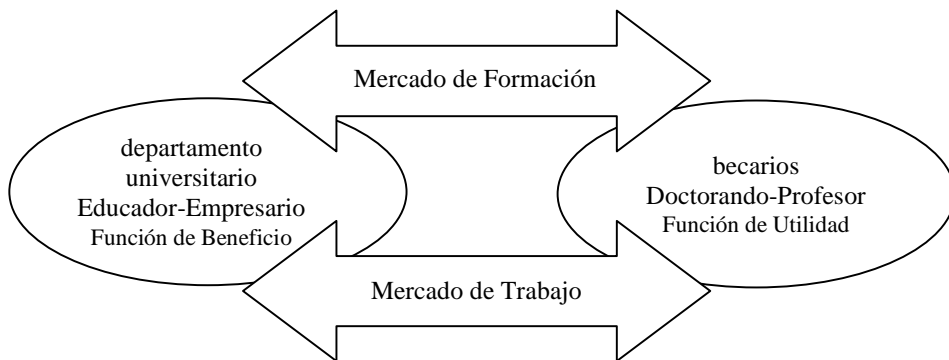 Mercado de Formación
departamento
universitario
Educador-Empresario
Función de Beneficio
becarios
Doctorando-Profesor
Función de Utilidad
Mercado de Trabajo